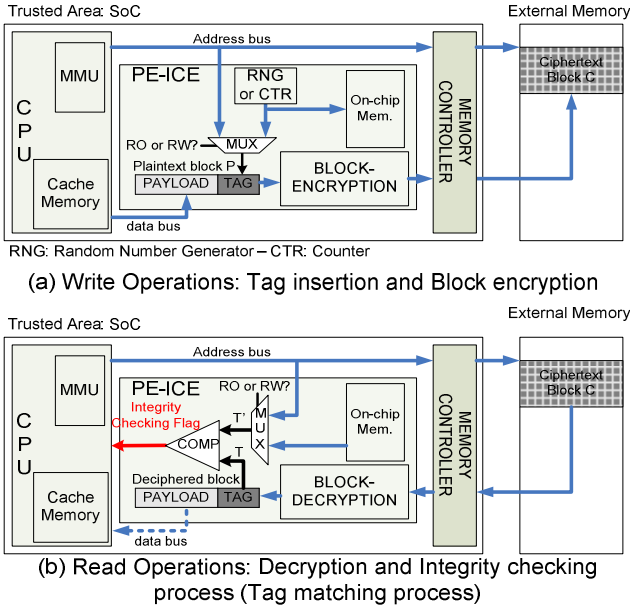 Trusted Area: SoC
External Memory
Address bus
MMU
PE-ICE
RNG
or CTR
On-chip
Mem.
Ciphertext
Block C
CPU
RO or RW?
MUX
Plaintext block P
PAYLOAD
TAG
BLOCK-
ENCRYPTION
MEMORY
CONTROLLER
Cache
Memory
data bus
RNG: Random Number Generator – CTR: Counter
(a) Write Operations: Tag insertion and Block encryption
Trusted Area: SoC
External Memory
Address bus
MMU
PE-ICE
RO or RW?
Integrity
Checking Flag
T'
MUX
On-chip
Mem.
Ciphertext
Block C
CPU
COMP
T
Deciphered block
PAYLOAD
TAG
BLOCK-
DECRYPTION
MEMORY
CONTROLLER
Cache
Memory
data bus
(b) Read Operations: Decryption and Integrity checking
process (Tag matching process)